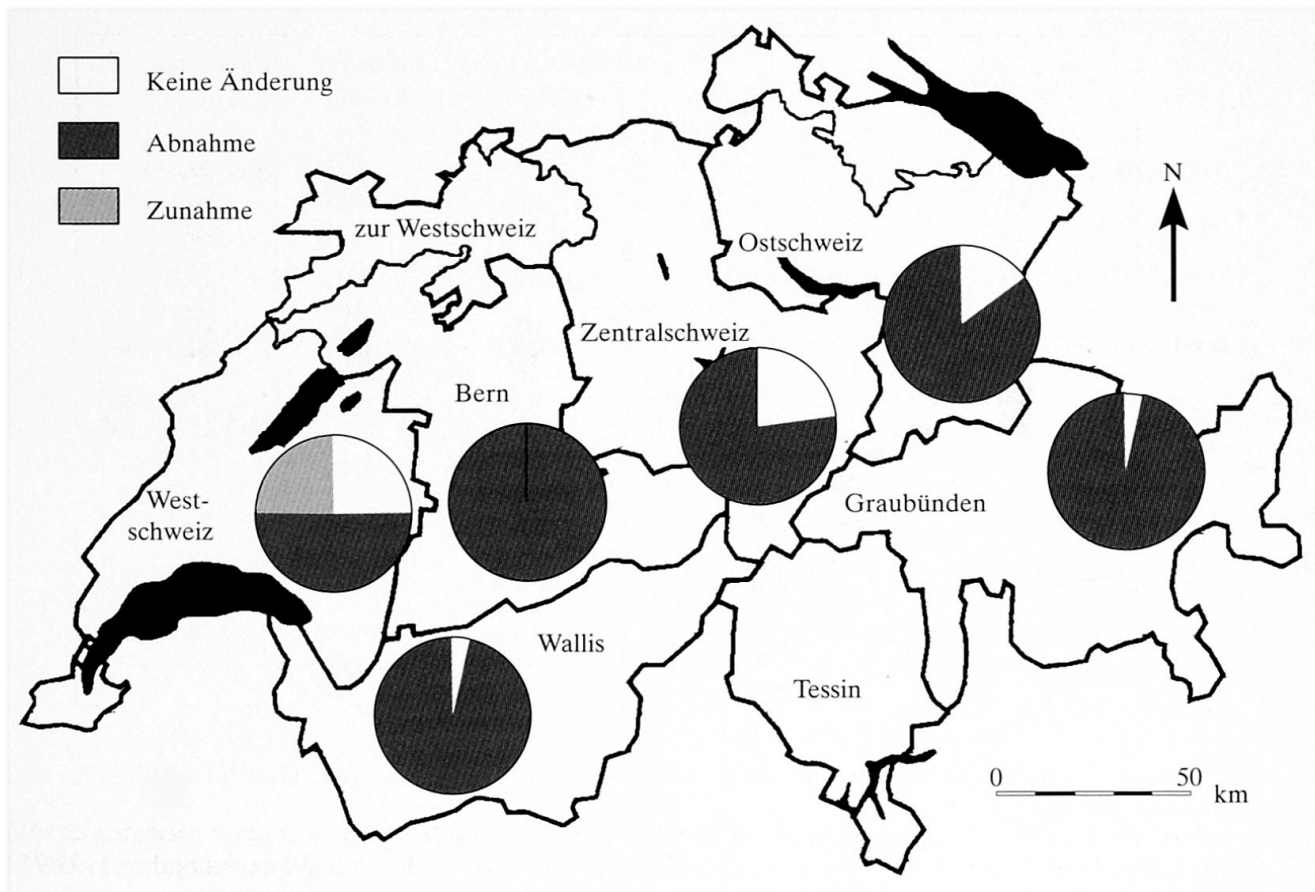 Keine Änderung
Abnahme
Zunahme
N
zur Westschweiz
Ostschweiz
Zentralschweiz
Bern
West-
schweiz
Graubünden
Wallis
Tessin
0 50
km